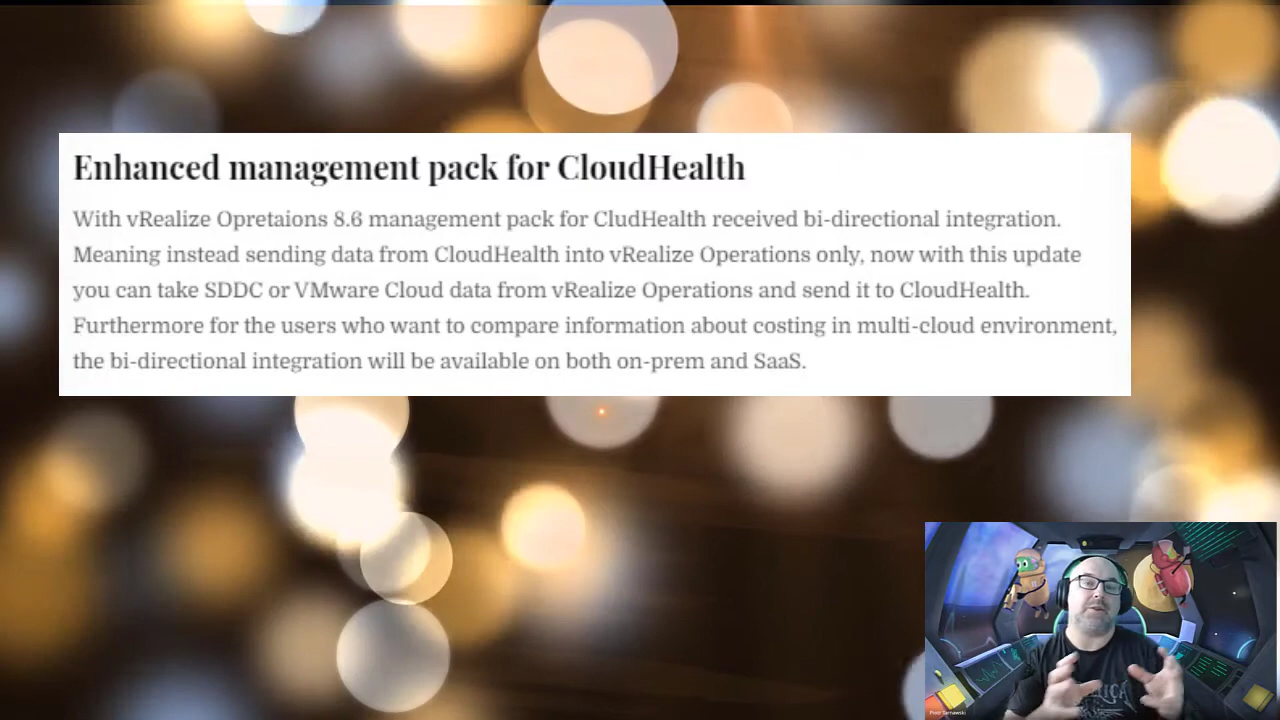 Enhanced management pack for CloudHealth
With vRealize Opretaions 8.6 management pack for CludHealth received bi-directional integration.
Meaning instead sending data from CloudHealth into vRealize Operations only, now with this update
you can take SDDC or VMware Cloud data from vRealize Operations and send it to CloudHealth.
Furthermore for the users who want to compare information about costing in multi-cloud environment,
the bi-directional integration will be available on both on-prem and SaaS.
Piotr Tarnawski